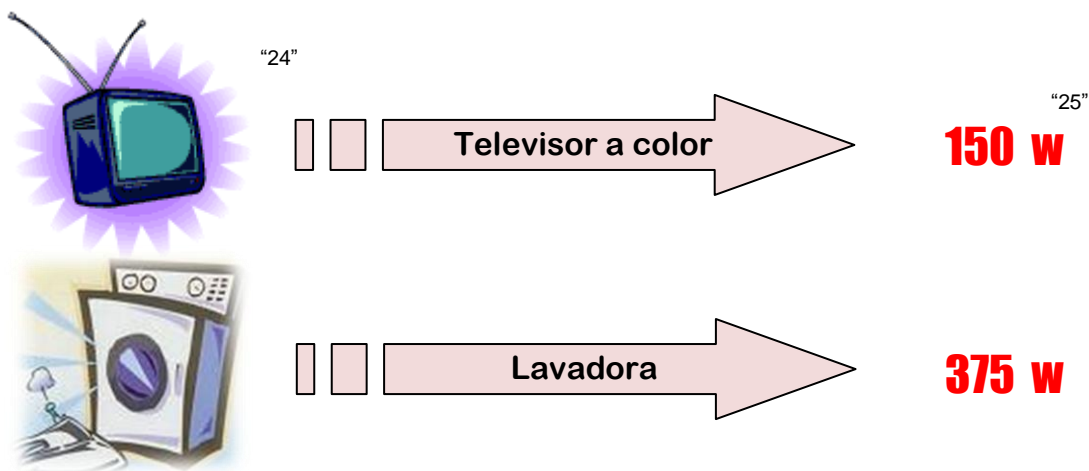 “24”
“25”
Televisor a color
150 w
Lavadora
375 w